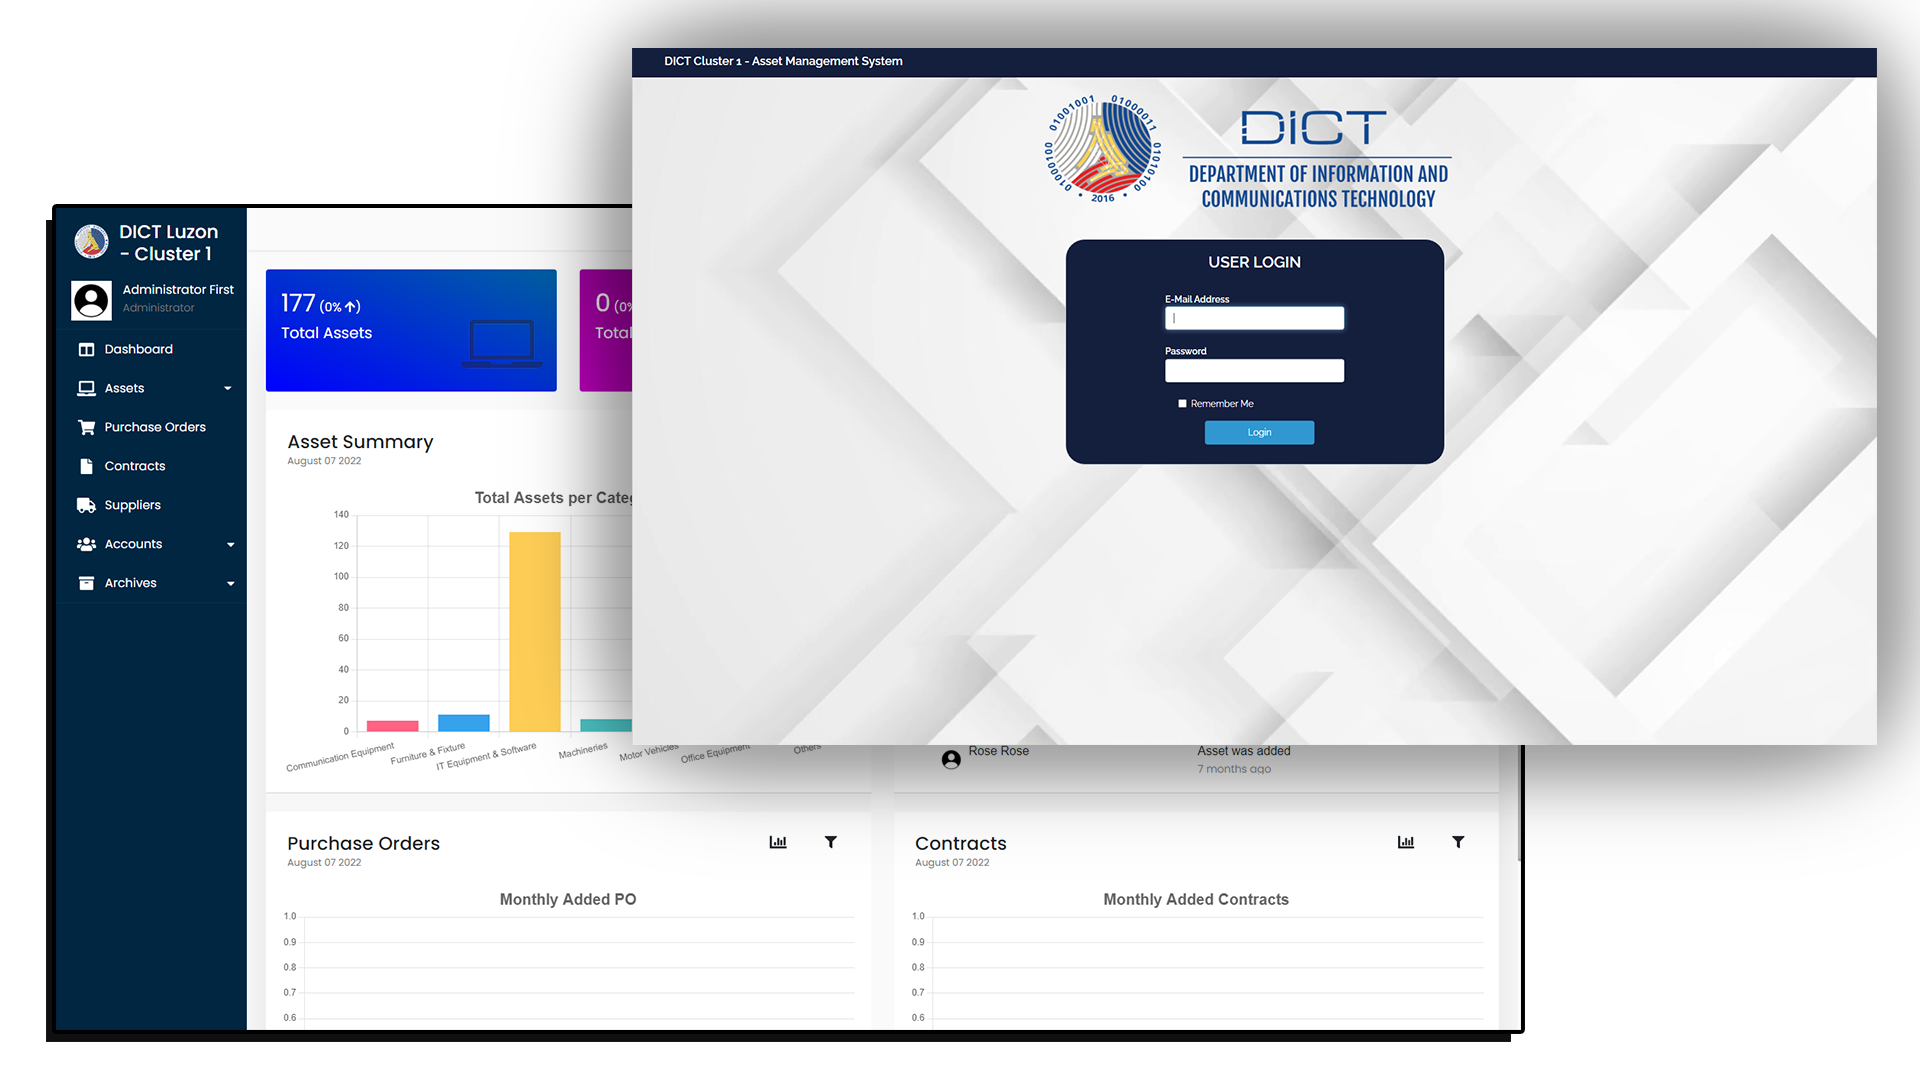 DICT Cluster 1 - Asset Management System
01001001 01000011
01000100 01010100
• 2016 •
DICT
DEPARTMENT OF INFORMATION AND
COMMUNICATIONS TECHNOLOGY
USER LOGIN
E-Mail Address
Password
Remember Me
Login
DICT Luzon
- Cluster 1
Administrator First
Administrator
Dashboard
Assets
Purchase Orders
Contracts
Suppliers
Accounts
Archives
177 (0% ↑)
Total Assets
0
Asset Summary
August 07 2022
Total Assets per
140
120
100
80
60
40
20
0
Communication Equipment
Furniture & Fixture
IT Equipment & Software
Machineries
Motor Vehicles
Office Equipment
Others
Rose Rose
Asset was added
7 months ago
Purchase Orders
August 07 2022
Monthly Added PO
1.0
0.9
0.8
0.7
0.6
Contracts
August 07 2022
Monthly Added Contracts
1.0
0.9
0.8
0.7
0.6